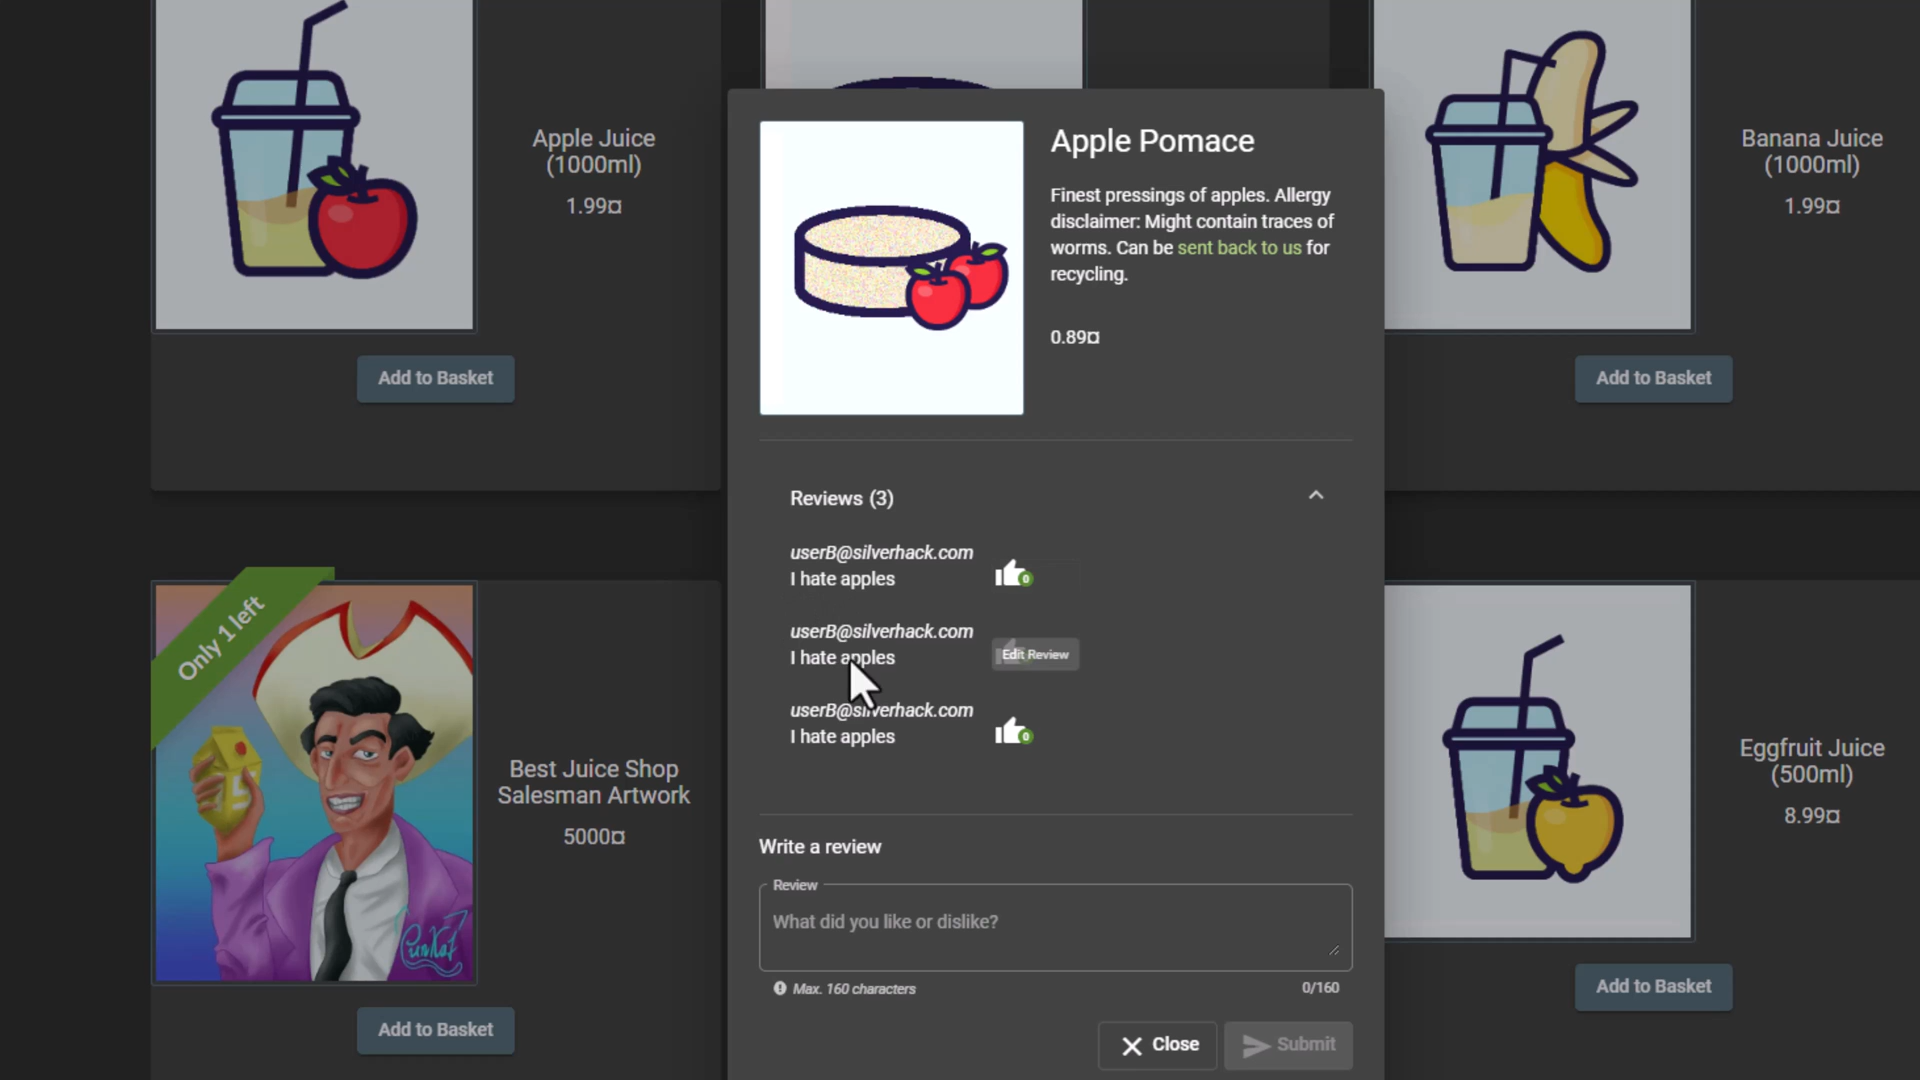 Apple Juice
(1000ml)
1.99¤
Add to Basket
Apple Pomace
Finest pressings of apples. Allergy
disclaimer: Might contain traces of
worms. Can be sent back to us for
recycling.
0.89¤
Banana Juice
(1000ml)
1.99¤
Add to Basket
Reviews (3)
userB@silverhack.com
I hate apples
0
userB@silverhack.com
I hate apples
Edit Review
userB@silverhack.com
I hate apples
0
Write a review
Review
What did you like or dislike?
Max. 160 characters
0/160
Close
Submit
Only 1 left
Best Juice Shop
Salesman Artwork
5000¤
Add to Basket
Eggfruit Juice
(500ml)
8.99¤
Add to Basket